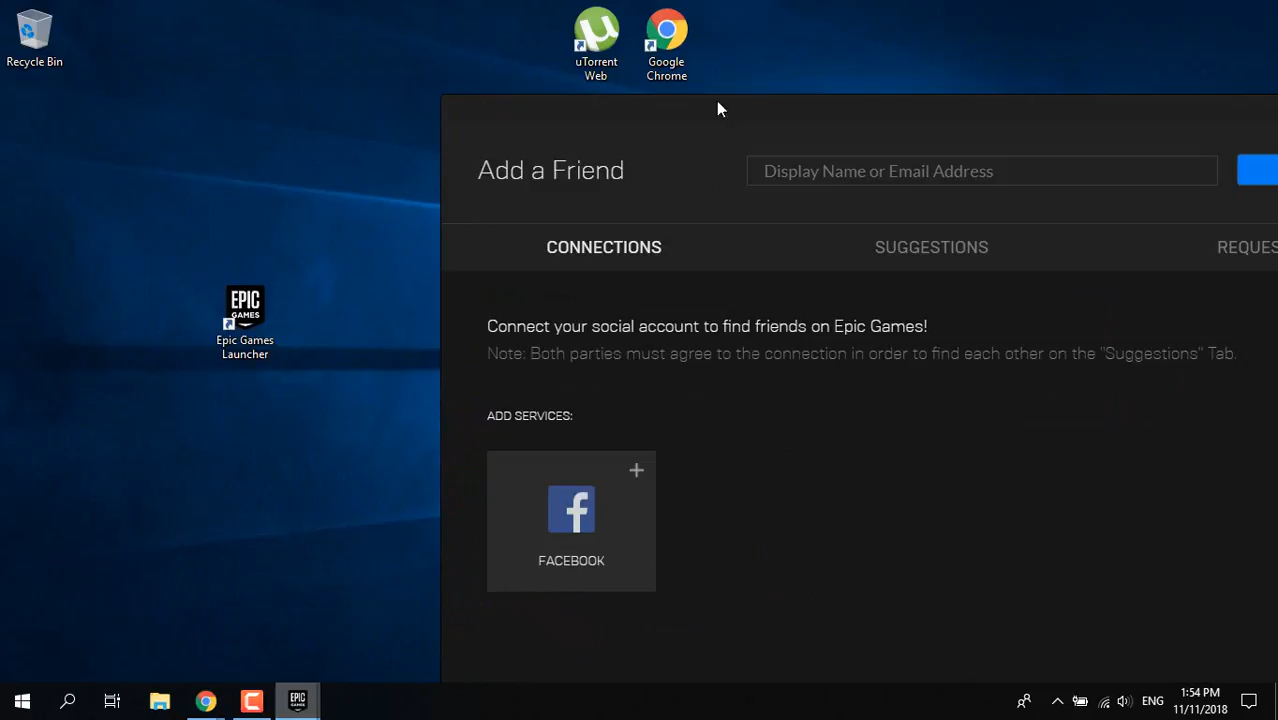 Recycle Bin
uTorrent
Web
Google
Chrome
EPIC
GAMES
Epic Games
Launcher
Add a Friend
Display Name or Email Address
CONNECTIONS
SUGGESTIONS
REQUES
Connect your social account to find friends on Epic Games!
Note: Both parties must agree to the connection in order to find each other on the "Suggestions" Tab.
ADD SERVICES:
FACEBOOK
EPIC
GAMES
ENG
1:54 PM
11/11/2018